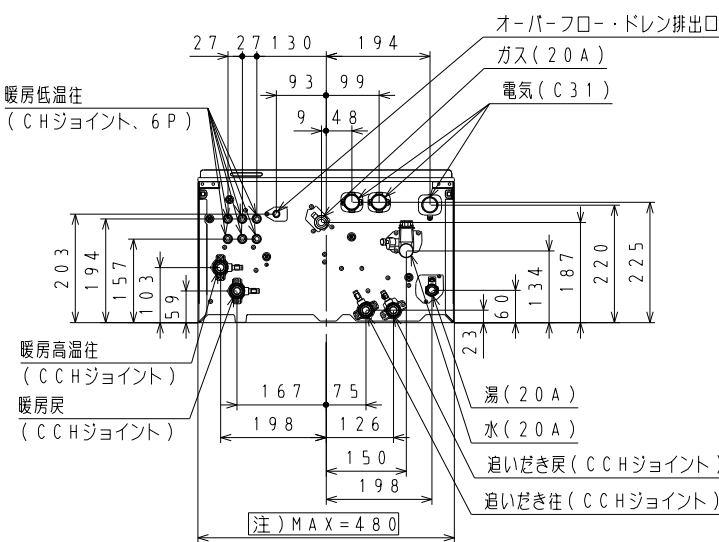 オーバーフロー・ドレン排出口
27 27 130 194
ガス(20A)
93 99
電気(C31)
暖房低温往
9 48
(CHジョイント、6P)
203
194
157
103
59
23
60
134
187
220
225
暖房高温往
(CCHジョイント)
167 75
湯(20A)
暖房戻
198 126
(CCHジョイント)
水(20A)
150
追いだき戻(CCHジョイント)
198
追いだき往(CCHジョイント)
注)MAX=480